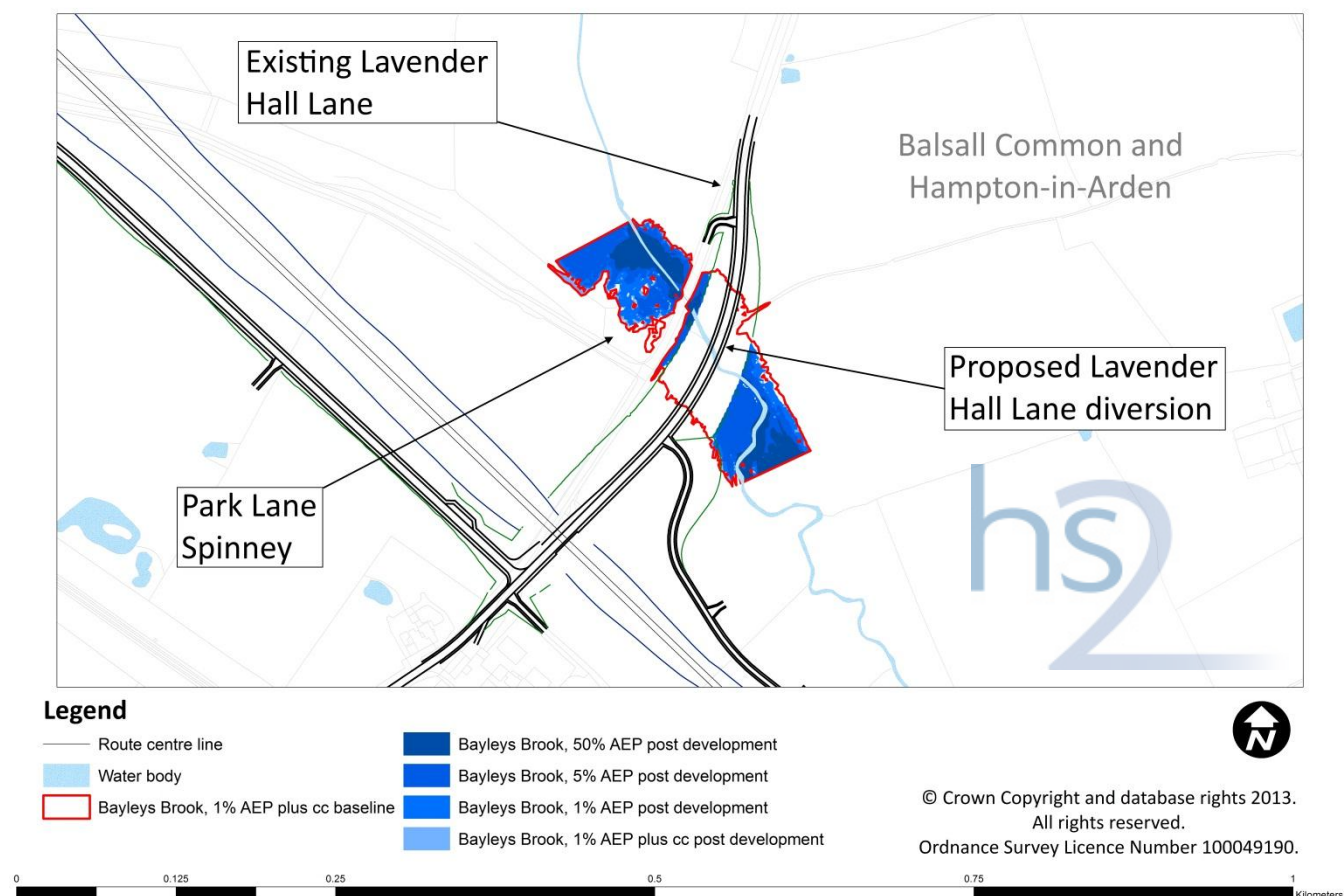 Existing Lavender
Hall Lane
Balsall Common and
Hampton-in-Arden
Proposed Lavender
Hall Lane diversion
Park Lane
Spinney
hs2
Legend
Route centre line
Water body
Bayleys Brook, 1% AEP plus cc baseline
Bayleys Brook, 50% AEP post development
Bayleys Brook, 5% AEP post development
Bayleys Brook, 1% AEP post development
Bayleys Brook, 1% AEP plus cc post development
N
© Crown Copyright and database rights 2013.
All rights reserved.
Ordnance Survey Licence Number 100049190.
0 0.125 0.25 0.5 0.75 1
Kilometers